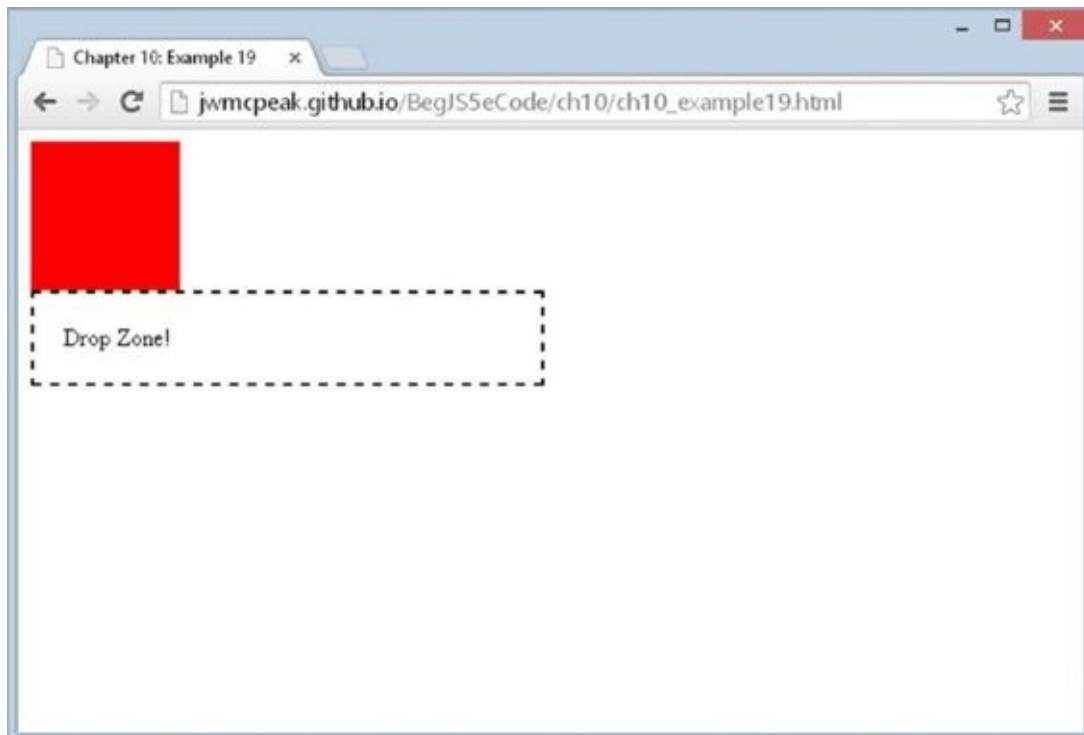 Chapter 10: Example 19
jwmcpeak.github.io/BegJS5eCode/ch10/ch10_example19.html
Drop Zone!